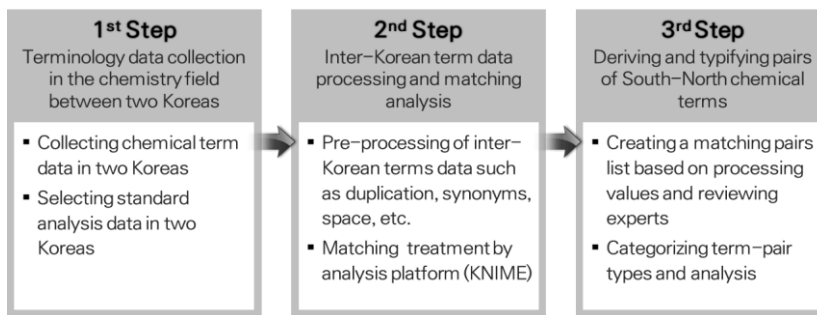 1st Step
Terminology data collection
in the chemistry field
between two Koreas
▪ Collecting chemical term
data in two Koreas
▪ Selecting standard
analysis data in two
Koreas
2nd Step
Inter-Korean term data
processing and matching
analysis
▪ Pre-processing of inter-
Korean terms data such
as duplication, synonyms,
space, etc.
▪ Matching treatment by
analysis platform (KNIME)
3rd Step
Deriving and typifying pairs
of South-North chemical
terms
▪ Creating a matching pairs
list based on processing
values and reviewing
experts
▪ Categorizing term-pair
types and analysis